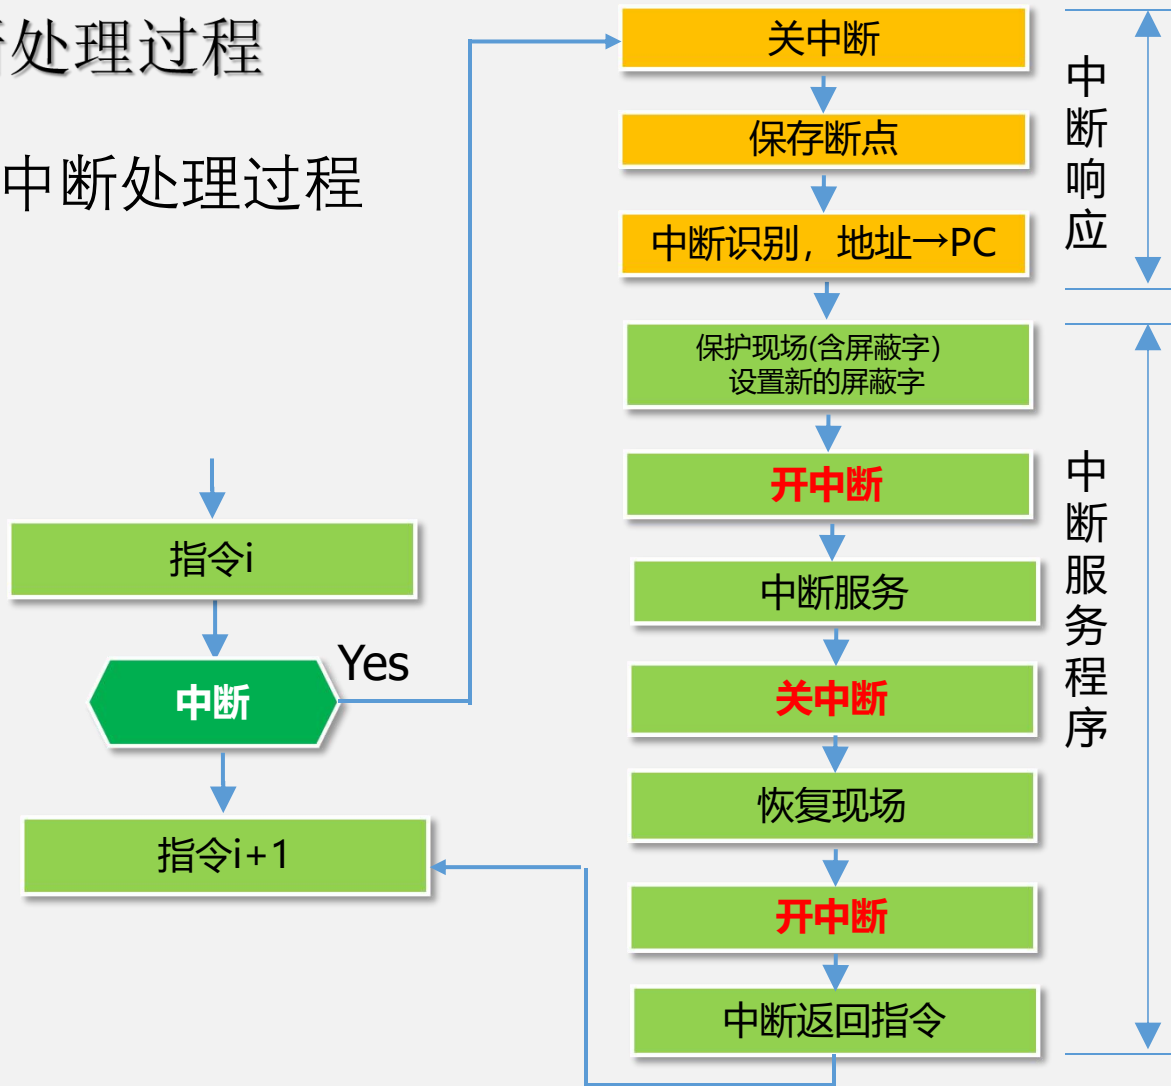 处理过程
中断处理过程
指令i
中断
Yes
指令i+1
关中断
保存断点
中断识别，地址→PC
保护现场(含屏蔽字)
设置新的屏蔽字
开中断
中断服务
关中断
恢复现场
开中断
中断返回指令
中断响应
中断服务程序